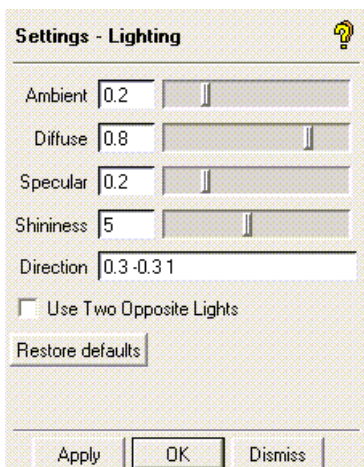 Settings - Lighting
Ambient 0.2
Diffuse 0.8
Specular 0.2
Shininess 5
Direction 0.3 -0.3 1
Use Two Opposite Lights
Restore defaults
Apply OK Dismiss